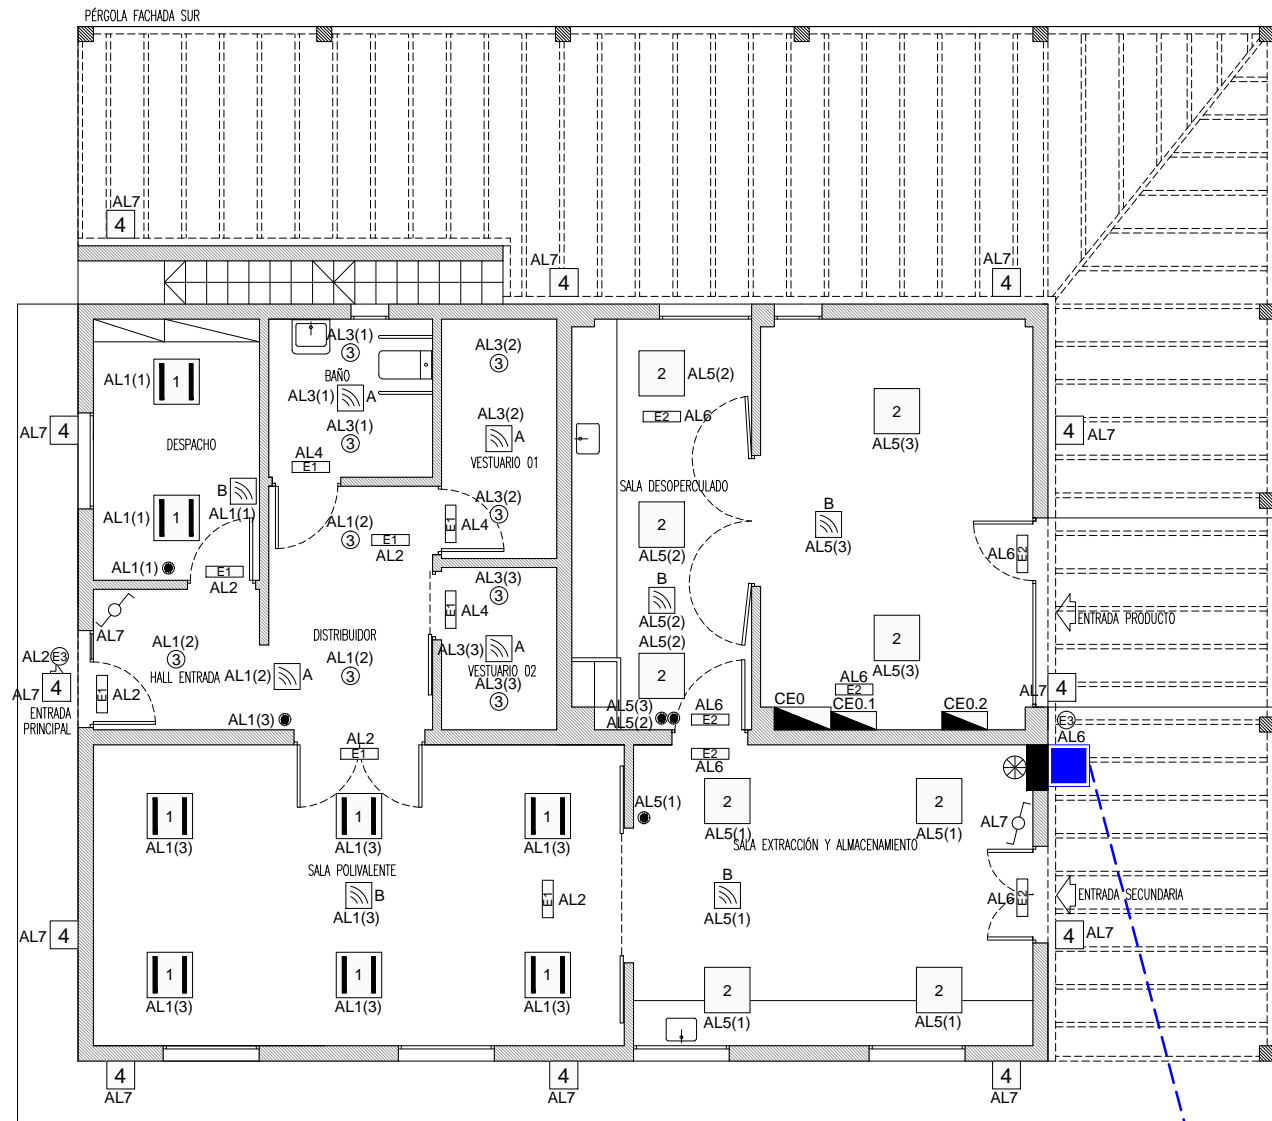 PÉRGOLA FACHADA SUR
AL7
4
AL7
4
AL7
4
AL3(1)
3
AL3(2)
3
AL1(1)
1
BAÑO
AL3(1)
A
2
AL5(2)
E2
AL6
2
AL5(3)
AL7
4
4
AL7
DESPACHO
AL3(1)
3
AL3(2)
A
VESTUARIO 01
AL4
E1
SALA DESOPERCULADO
B
AL1(1)
AL1(1)
1
AL3(2)
3
E1
AL4
AL1(2)
3
E1
AL2
2
AL5(2)
B
AL5(3)
AL6
E2
AL1(1)
E1
AL2
AL3(3)
3
E1
AL4
B
AL5(2)
AL5(2)
2
2
AL5(3)
ENTRADA PRODUCTO
AL7
AL1(2)
3
HALL ENTRADA
DISTRIBUIDOR
AL1(2)
3
AL1(2)
A
AL3(3)
A
VESTUARIO 02
AL3(3)
3
AL2
E3
AL7
4
ENTRADA
PRINCIPAL
E1
AL2
AL1(3)
AL5(3)
AL5(2)
AL6
E2
AL6
E2
CE0
CE0.1
CE0.2
AL7
4
E3
AL6
AL2
E1
E2
AL6
1
AL1(3)
1
AL1(3)
1
AL1(3)
AL5(1)
2
AL5(1)
2
AL5(1)
AL7
SALA EXTRACCIÓN Y ALMACENAMIENTO
SALA POLIVALENTE
B
AL1(3)
E1
AL2
B
AL5(1)
AL6
E2
ENTRADA SECUNDARIA
AL7
4
4
AL7
1
AL1(3)
1
AL1(3)
1
AL1(3)
2
AL5(1)
2
AL5(1)
4
AL7
4
AL7
4
AL7